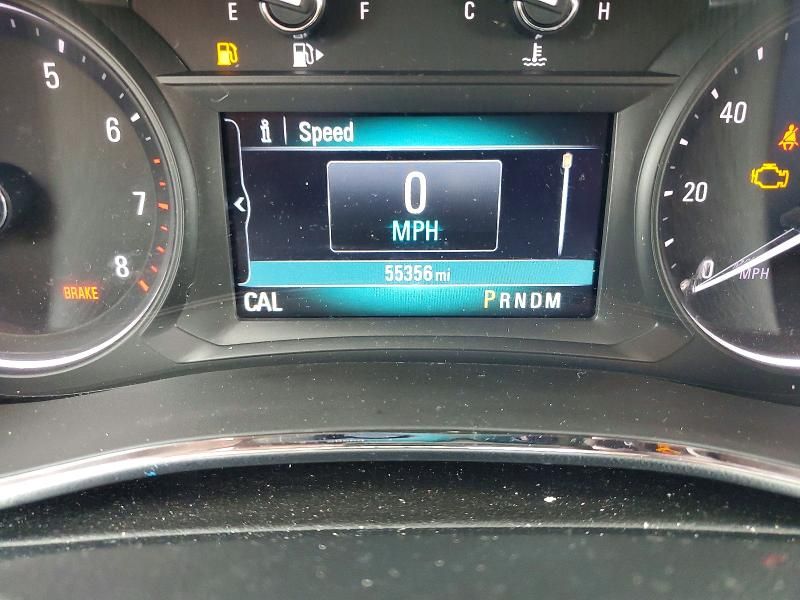 E F C H
5
6
7
8
BRAKE
i Speed
0
MPH
55356 mi
CAL PRNDM
40
20
0
MPH